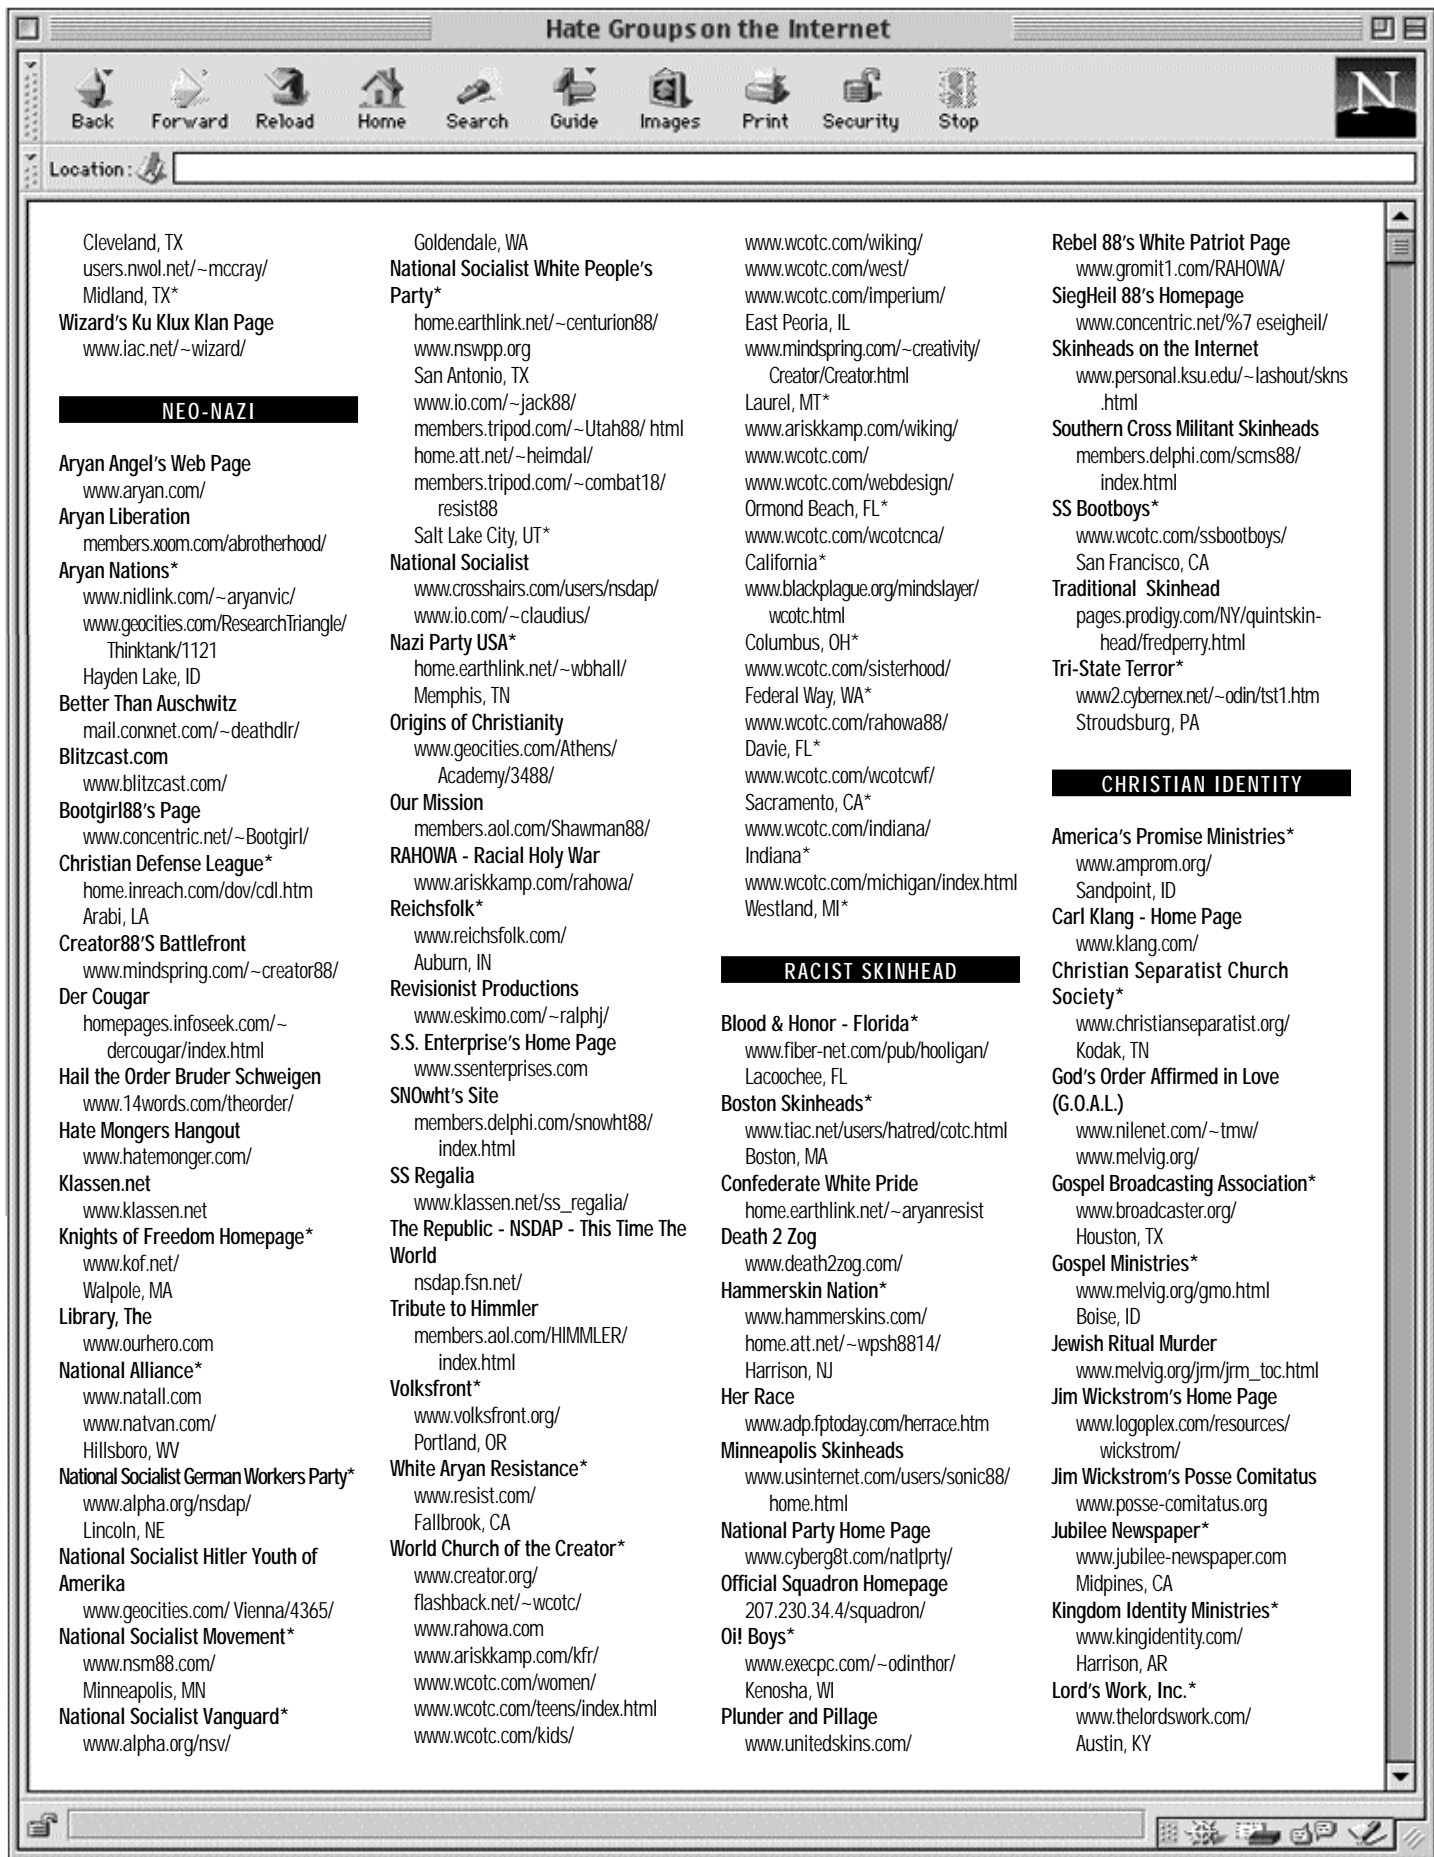 Hate Groups on the Internet
Back
Forward
Reload
Home
Search
Guide
Images
Print
Security
Stop
N
Location:
Cleveland, TX
users.nwol.net/~mccray/
Midland, TX*
Wizard's Ku Klux Klan Page
www.iac.net/~wizard/
NEO-NAZI
Aryan Angel's Web Page
www.aryan.com/
Aryan Liberation
members.xoom.com/abrotherhood/
Aryan Nations*
www.nidlink.com/~aryanvic/
www.geocities.com/ResearchTriangle/
Thinktank/1121
Hayden Lake, ID
Better Than Auschwitz
mail.conxnet.com/~deathdlr/
Blitzcast.com
www.blitzcast.com/
Bootgirl88's Page
www.concentric.net/~Bootgirl/
Christian Defense League*
home.inreach.com/dov/cdl.htm
Arabi, LA
Creator88'S Battlefront
www.mindspring.com/~creator88/
Der Cougar
homepages.infoseek.com/~
dercougar/index.html
Hail the Order Bruder Schweigen
www.14words.com/theorder/
Hate Mongers Hangout
www.hatemonger.com/
Klassen.net
www.klassen.net
Knights of Freedom Homepage*
www.kof.net/
Walpole, MA
Library, The
www.ourhero.com
National Alliance*
www.natall.com
www.natvan.com/
Hillsboro, WV
National Socialist German Workers Party*
www.alpha.org/nsdap/
Lincoln, NE
National Socialist Hitler Youth of
Amerika
www.geocities.com/ Vienna/4365/
National Socialist Movement*
www.nsm88.com/
Minneapolis, MN
National Socialist Vanguard*
www.alpha.org/nsv/
Goldendale, WA
National Socialist White People's
Party*
home.earthlink.net/~centurion88/
www.nswpp.org
San Antonio, TX
www.io.com/~jack88/
members.tripod.com/~Utah88/ html
home.att.net/~heimdal/
members.tripod.com/~combat18/
resist88
Salt Lake City, UT*
National Socialist
www.crosshairs.com/users/nsdap/
www.io.com/~claudius/
Nazi Party USA*
home.earthlink.net/~wbhall/
Memphis, TN
Origins of Christianity
www.geocities.com/Athens/
Academy/3488/
Our Mission
members.aol.com/Shawman88/
RAHOWA - Racial Holy War
www.ariskkamp.com/rahowa/
Reichsfolk*
www.reichsfolk.com/
Auburn, IN
Revisionist Productions
www.eskimo.com/~ralphj/
S.S. Enterprise's Home Page
www.ssenterprises.com
SNOwht's Site
members.delphi.com/snowht88/
index.html
SS Regalia
www.klassen.net/ss_regalia/
The Republic - NSDAP - This Time The
World
nsdap.fsn.net/
Tribute to Himmler
members.aol.com/HIMMLER/
index.html
Volksfront*
www.volksfront.org/
Portland, OR
White Aryan Resistance*
www.resist.com/
Fallbrook, CA
World Church of the Creator*
www.creator.org/
flashback.net/~wcotc/
www.rahowa.com
www.ariskkamp.com/kfr/
www.wcotc.com/women/
www.wcotc.com/teens/index.html
www.wcotc.com/kids/
www.wcotc.com/wiking/
www.wcotc.com/west/
www.wcotc.com/imperium/
East Peoria, IL
www.mindspring.com/~creativity/
Creator/Creator.html
Laurel, MT*
www.ariskkamp.com/wiking/
www.wcotc.com/
www.wcotc.com/webdesign/
Ormond Beach, FL*
www.wcotc.com/wcotcnca/
California*
www.blackplague.org/mindslayer/
wcotc.html
Columbus, OH*
www.wcotc.com/sisterhood/
Federal Way, WA*
www.wcotc.com/rahowa88/
Davie, FL*
www.wcotc.com/wcotcwf/
Sacramento, CA*
www.wcotc.com/indiana/
Indiana*
www.wcotc.com/michigan/index.html
Westland, MI*
RACIST SKINHEAD
Blood & Honor - Florida*
www.fiber-net.com/pub/hooligan/
Lacoochee, FL
Boston Skinheads*
www.tiac.net/users/hatred/cotc.html
Boston, MA
Confederate White Pride
home.earthlink.net/~aryanresist
Death 2 Zog
www.death2zog.com/
Hammerskin Nation*
www.hammerskins.com/
home.att.net/~wpsh8814/
Harrison, NJ
Her Race
www.adp.fptoday.com/herrace.htm
Minneapolis Skinheads
www.usinternet.com/users/sonic88/
home.html
National Party Home Page
www.cyberg8t.com/natlprty/
Official Squadron Homepage
207.230.34.4/squadron/
Oi! Boys*
www.execpc.com/~odinthor/
Kenosha, WI
Plunder and Pillage
www.unitedskins.com/
Rebel 88's White Patriot Page
www.gromit1.com/RAHOWA/
SiegHeil 88's Homepage
www.concentric.net/%7 eseigheil/
Skinheads on the Internet
www.personal.ksu.edu/~lashout/skns
.html
Southern Cross Militant Skinheads
members.delphi.com/scms88/
index.html
SS Bootboys*
www.wcotc.com/ssbootboys/
San Francisco, CA
Traditional Skinhead
pages.prodigy.com/NY/quintskin-
head/fredperry.html
Tri-State Terror*
www2.cybernex.net/~odin/tst1.htm
Stroudsburg, PA
CHRISTIAN IDENTITY
America's Promise Ministries*
www.amprom.org/
Sandpoint, ID
Carl Klang - Home Page
www.klang.com/
Christian Separatist Church
Society*
www.christianseparatist.org/
Kodak, TN
God's Order Affirmed in Love
(G.O.A.L.)
www.nilenet.com/~tmw/
www.melvig.org/
Gospel Broadcasting Association*
www.broadcaster.org/
Houston, TX
Gospel Ministries*
www.melvig.org/gmo.html
Boise, ID
Jewish Ritual Murder
www.melvig.org/jrm/jrm_toc.html
Jim Wickstrom's Home Page
www.logoplex.com/resources/
wickstrom/
Jim Wickstrom's Posse Comitatus
www.posse-comitatus.org
Jubilee Newspaper*
www.jubilee-newspaper.com
Midpines, CA
Kingdom Identity Ministries*
www.kingidentity.com/
Harrison, AR
Lord's Work, Inc.*
www.thelordswork.com/
Austin, KY